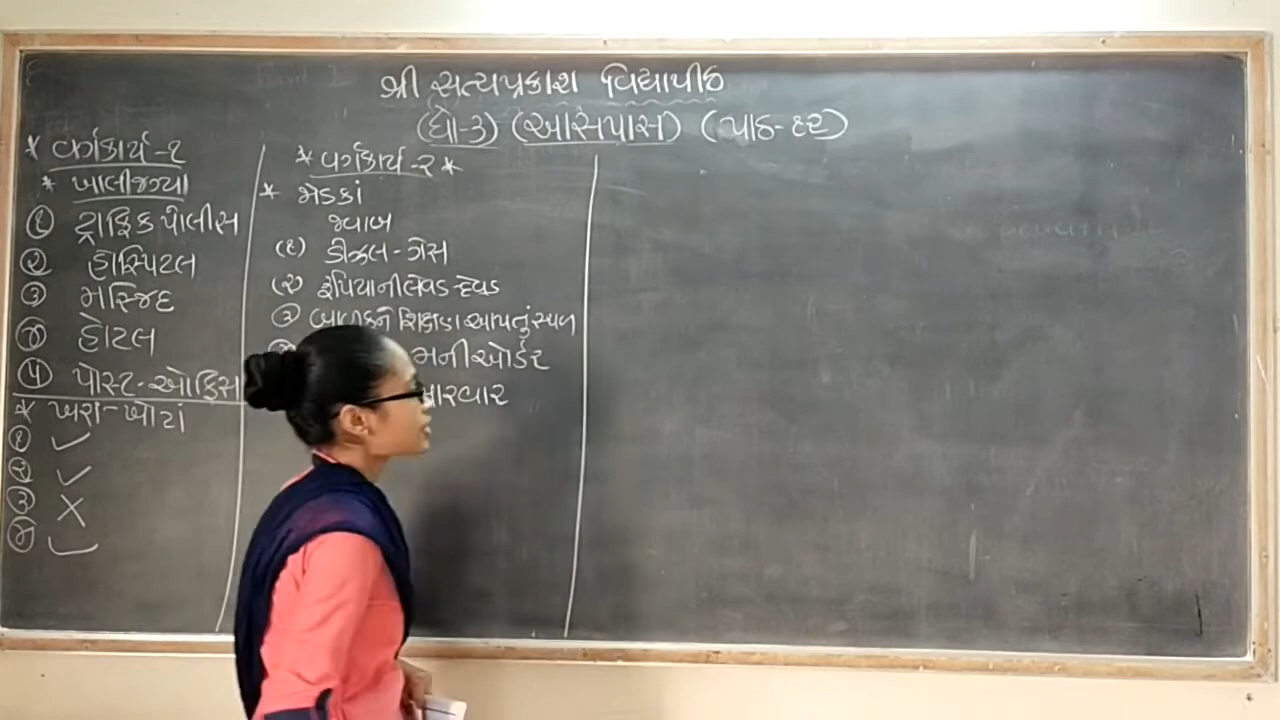 શ્રી સત્યપ્રકાશ વિદ્યાપીઠ
(ધો-૩) (આસપાસ) (પાઠ-૧૨)
* વર્ગકાર્ય-૧
* ખાલીજગ્યા
૧ ટ્રાફિક પોલીસ
૨ હોસ્પિટલ
૩ મસ્જિદ
૪ હોટલ
૫ પોસ્ટ-ઓફિસ
* ખરા-ખોટાં
૧ ✓
૨ ✓
૩ X
૪ ✓
* વર્ગકાર્ય-૨ *
* જોડકાં
જવાબ
(૧) ડીઝલ-ગેસ
(૨) રૂપિયાની લેવડ-દેવડ
૩ બાળકને શિક્ષણ આપતું સ્થળ
મની ઓર્ડર
સારવાર